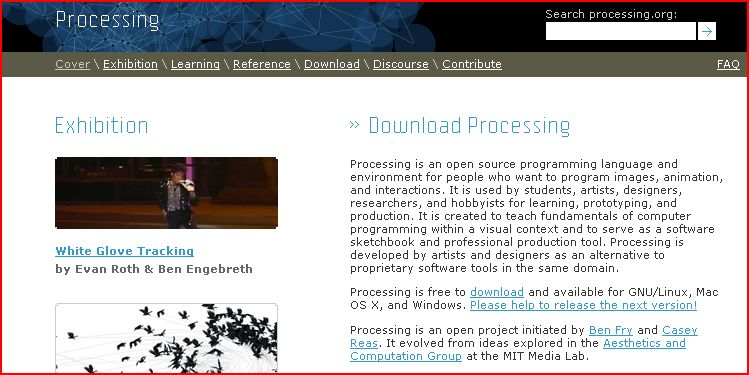 Processing
Search processing.org:
Cover \ Exhibition \ Learning \ Reference \ Download \ Discourse \ Contribute
FAQ
Exhibition
White Glove Tracking
by Evan Roth & Ben Engebreth
» Download Processing
Processing is an open source programming language and
environment for people who want to program images, animation,
and interactions. It is used by students, artists, designers,
researchers, and hobbyists for learning, prototyping, and
production. It is created to teach fundamentals of computer
programming within a visual context and to serve as a software
sketchbook and professional production tool. Processing is
developed by artists and designers as an alternative to
proprietary software tools in the same domain.
Processing is free to download and available for GNU/Linux, Mac
OS X, and Windows. Please help to release the next version!
Processing is an open project initiated by Ben Fry and Casey
Reas. It evolved from ideas explored in the Aesthetics and
Computation Group at the MIT Media Lab.